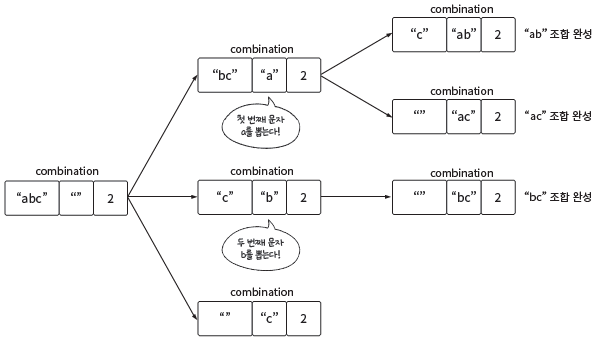 combination
"c" "ab" 2 "ab" 조합 완성
combination
"bc" "a" 2
combination
"" "ac" 2 "ac" 조합 완성
첫 번째 문자
a를 뽑는다!
combination
"abc" "" 2
combination
"c" "b" 2
combination
"" "bc" 2 "bc" 조합 완성
두 번째 문자
b를 뽑는다!
combination
"" "c" 2